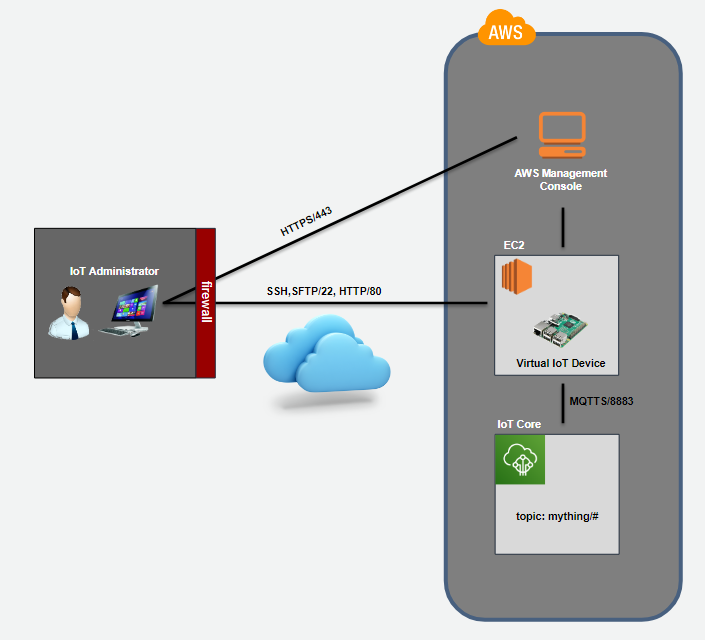 AWS
AWS Management
Console
HTTPS/443
EC2
IoT Administrator
firewall
SSH,SFTP/22, HTTP/80
Virtual IoT Device
MQTTS/8883
IoT Core
topic: mything/#